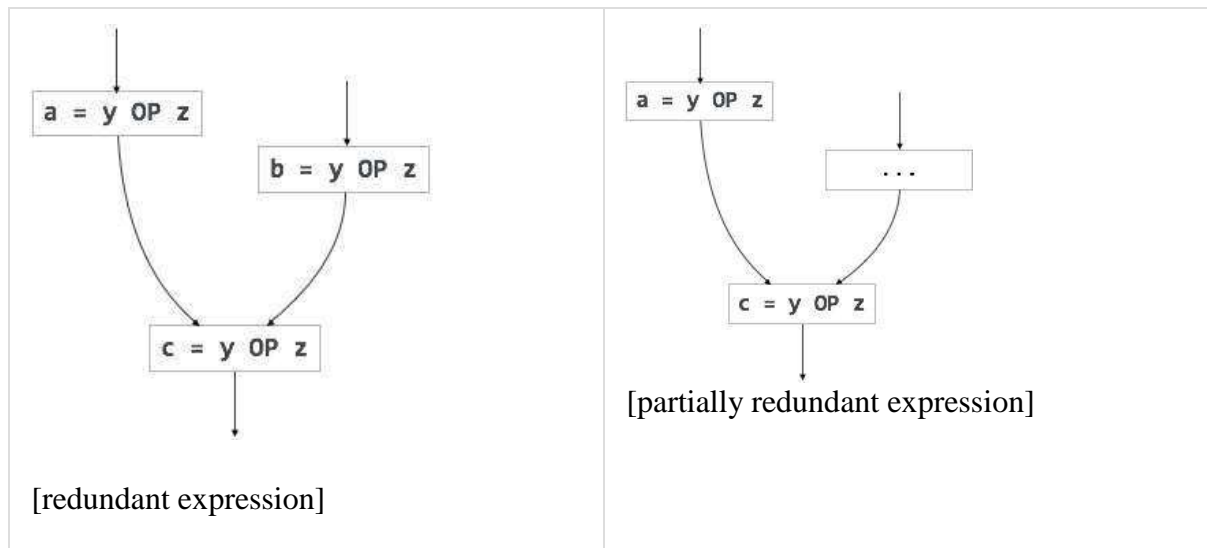 a = y OP z
b = y OP z
c = y OP z
[redundant expression]
a = y OP z
...
c = y OP z
[partially redundant expression]